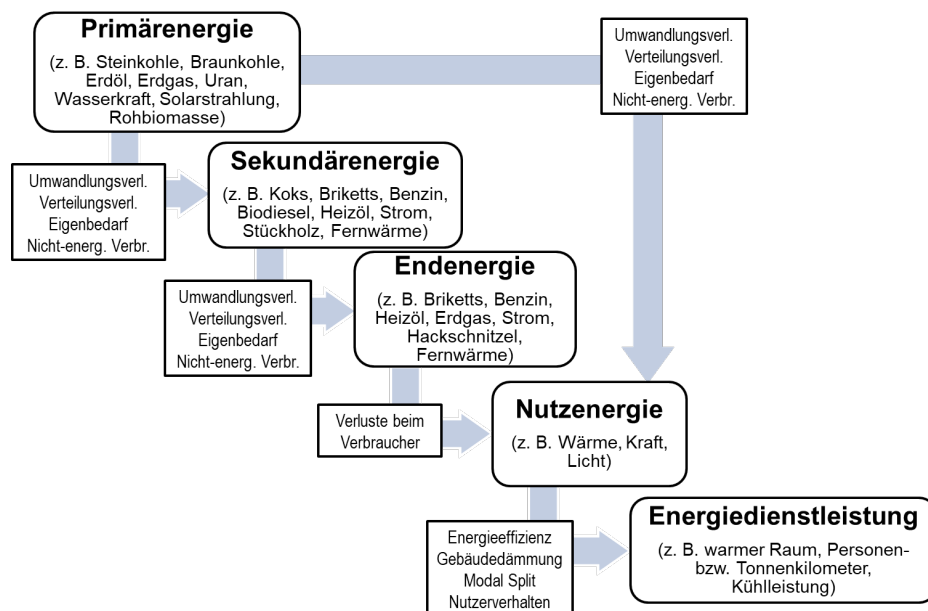 Primärenergie
(z. B. Steinkohle, Braunkohle,
Erdöl, Erdgas, Uran,
Wasserkraft, Solarstrahlung,
Rohbiomasse)
Umwandlungsverl.
Verteilungsverl.
Eigenbedarf
Nicht-energ. Verbr.
Umwandlungsverl.
Verteilungsverl.
Eigenbedarf
Nicht-energ. Verbr.
Sekundärenergie
(z. B. Koks, Briketts, Benzin,
Biodiesel, Heizöl, Strom,
Stückholz, Fernwärme)
Umwandlungsverl.
Verteilungsverl.
Eigenbedarf
Nicht-energ. Verbr.
Endenergie
(z. B. Briketts, Benzin,
Heizöl, Erdgas, Strom,
Hackschnitzel,
Fernwärme)
Verluste beim
Verbraucher
Nutzenergie
(z. B. Wärme, Kraft,
Licht)
Energieeffizienz
Gebäudedämmung
Modal Split
Nutzerverhalten
Energiedienstleistung
(z. B. warmer Raum, Personen-
bzw. Tonnenkilometer,
Kühlleistung)